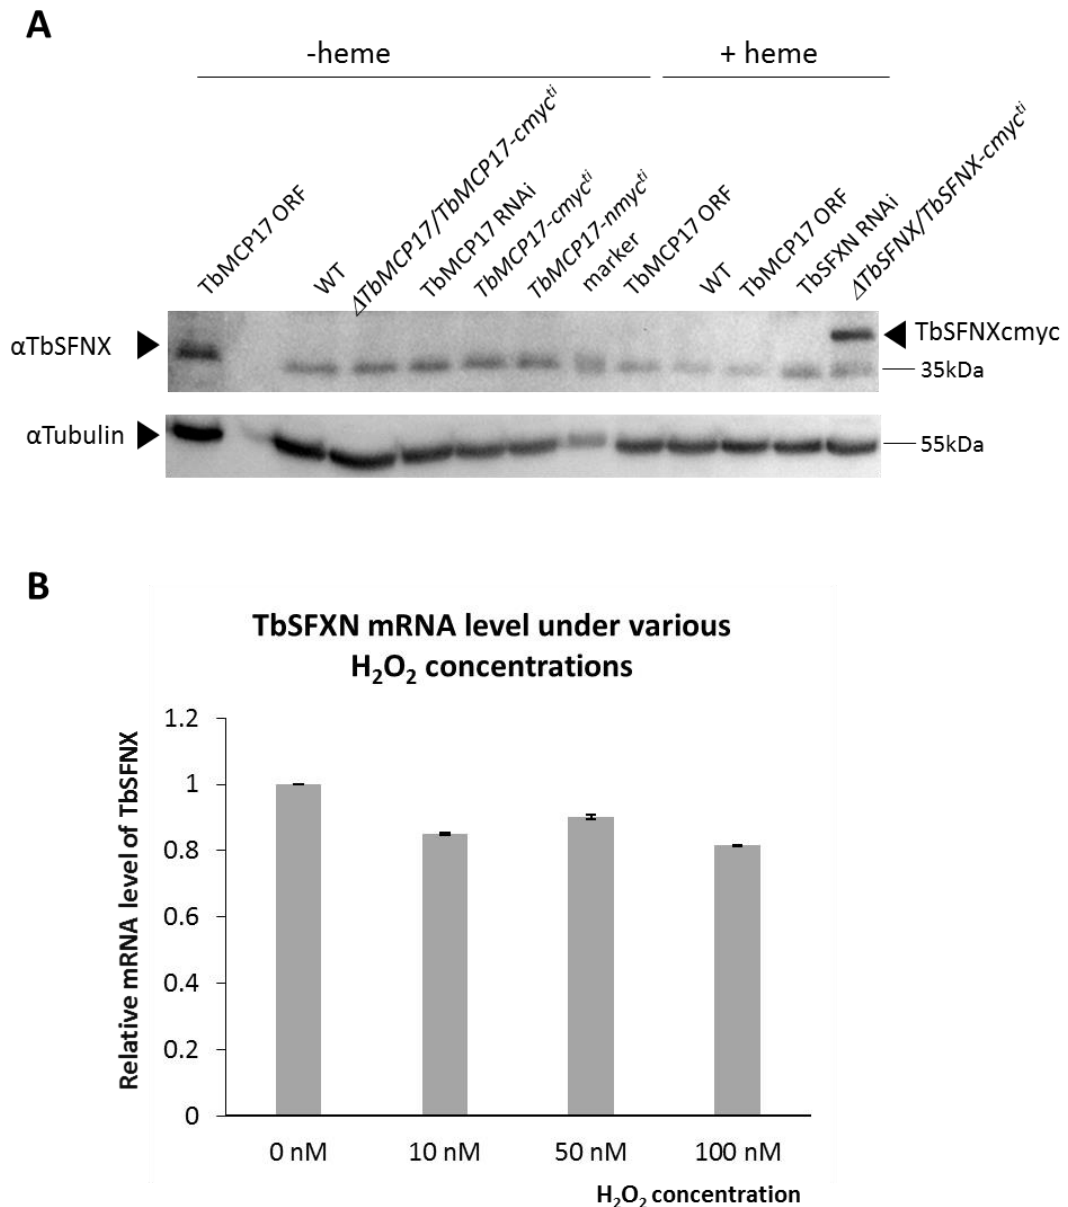 A
-heme
+ heme
TbMCP17 ORF
WT
ΔTbMCP17/TbMCP17-cmycᵗⁱ
TbMCP17 RNAi
TbMCP17-cmycᵗⁱ
TbMCP17-nmycᵗⁱ
marker
TbMCP17 ORF
WT
TbMCP17 ORF
TbSFXN RNAi
ΔTbSFNX/TbSFNX-cmycᵗⁱ
αTbSFNX
TbSFNXcmyc
35kDa
αTubulin
55kDa
B
TbSFXN mRNA level under various
H₂O₂ concentrations
Relative mRNA level of TbSFNX
1.2
1
0.8
0.6
0.4
0.2
0
0 nM
10 nM
50 nM
100 nM
H₂O₂ concentration